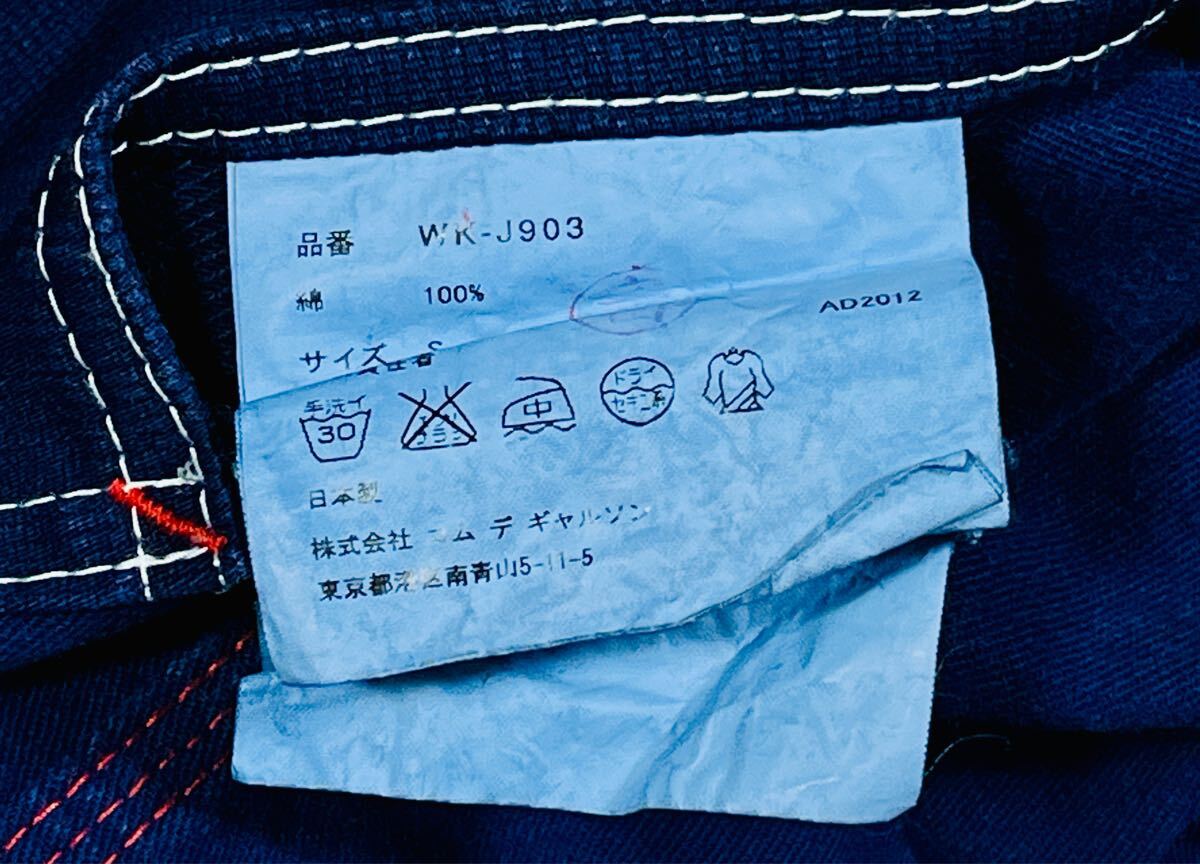 品番 WK-J903
綿 100%
AD2012
サイズ S
手洗イ
30
中
ドライ
セキユ系
日本製
株式会社 コム デ ギャルソン
東京都港区南青山5-11-5